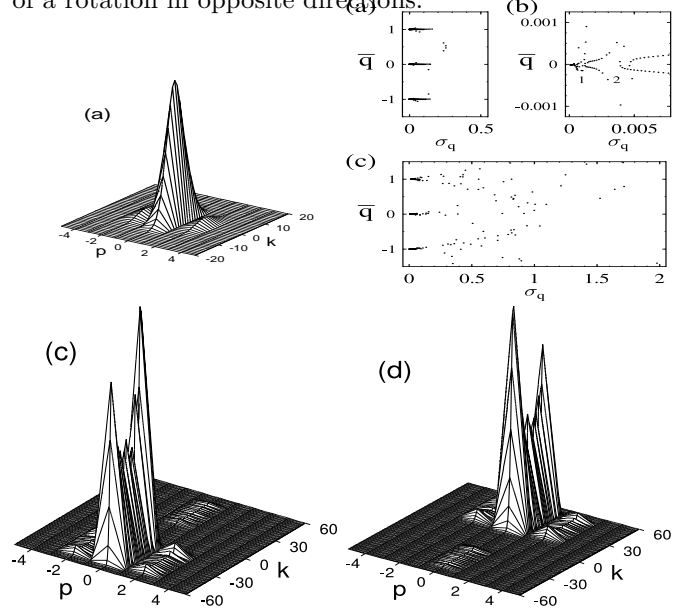 of a rotation in opposite directions.
(a)
-4
-2
0
2
4
p
-20
-10
0
10
20
k
(a)
q
1
0
-1
0
0.5
σq
(b)
q
0.001
0
-0.001
1
2
0
0.005
σq
(c)
q
1
0
-1
0
0.5
1
1.5
2
σq
(c)
-4
-2
0
2
4
p
-60
-30
0
30
60
k
(d)
-4
-2
0
2
4
p
-60
-30
0
30
60
k